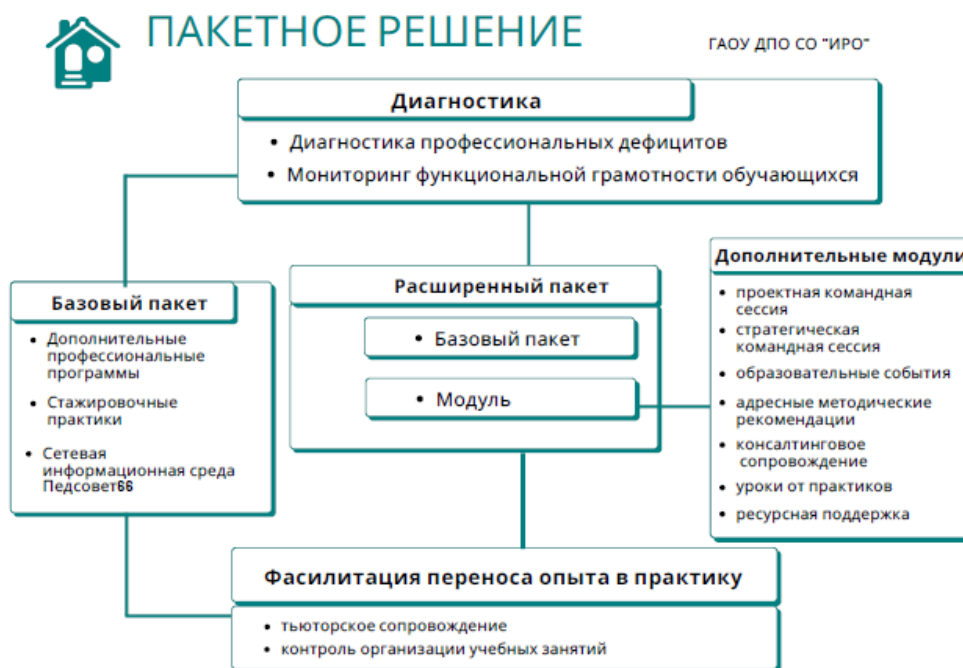 ПАКЕТНОЕ РЕШЕНИЕ
ГАОУ ДПО СО "ИРО"
Диагностика
• Диагностика профессиональных дефицитов
• Мониторинг функциональной грамотности обучающихся
Базовый пакет
• Дополнительные
профессиональные
программы
• Стажировочные
практики
• Сетевая
информационная среда
Педсовет66
Расширенный пакет
• Базовый пакет
• Модуль
Дополнительные модули
• проектная командная
сессия
• стратегическая
командная сессия
• образовательные события
• адресные методические
рекомендации
• консалтинговое
сопровождение
• уроки от практиков
• ресурсная поддержка
Фасилитация переноса опыта в практику
• тьюторское сопровождение
• контроль организации учебных занятий